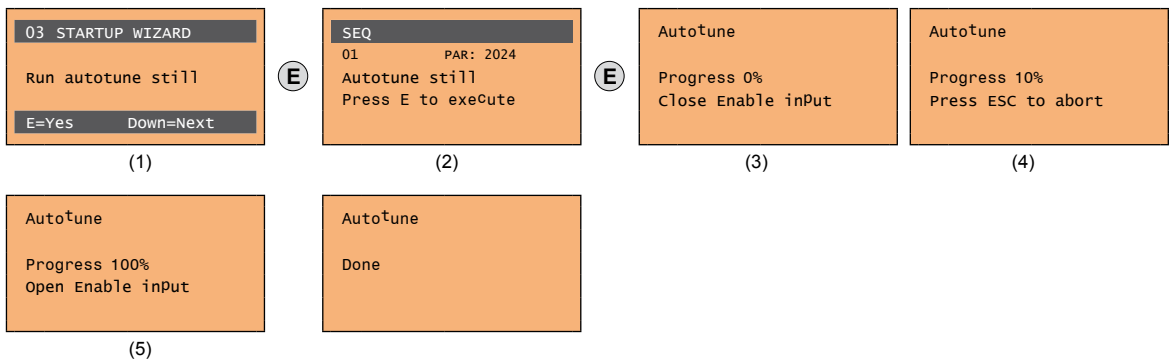 03 STARTUP WIZARD
Run autotune still
E=Yes Down=Next
(1)
E
SEQ
01 PAR: 2024
Autotune still
Press E to execute
(2)
E
Autotune
Progress 0%
Close Enable input
(3)
Autotune
Progress 10%
Press ESC to abort
(4)
Autotune
Progress 100%
Open Enable input
(5)
Autotune
Done